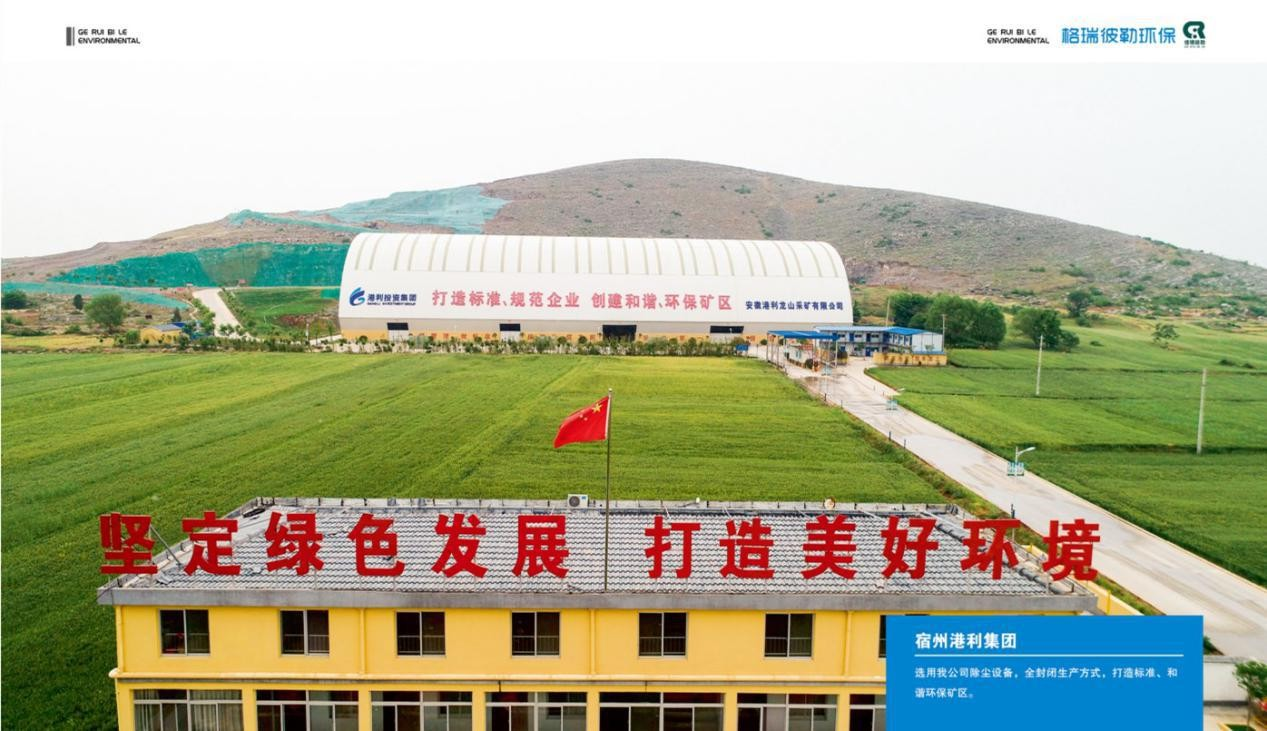 GE RUI BI LE
ENVIRONMENTAL
GE RUI BI LE
ENVIRONMENTAL
格瑞彼勒环保
港利投资集团
打造标准、规范企业 创建和谐、环保矿区
安徽港利龙山采矿有限公司
坚定绿色发展 打造美好环境
宿州港利集团
选用我公司除尘设备，全封闭生产方式，打造标准、和
谐环保矿区。